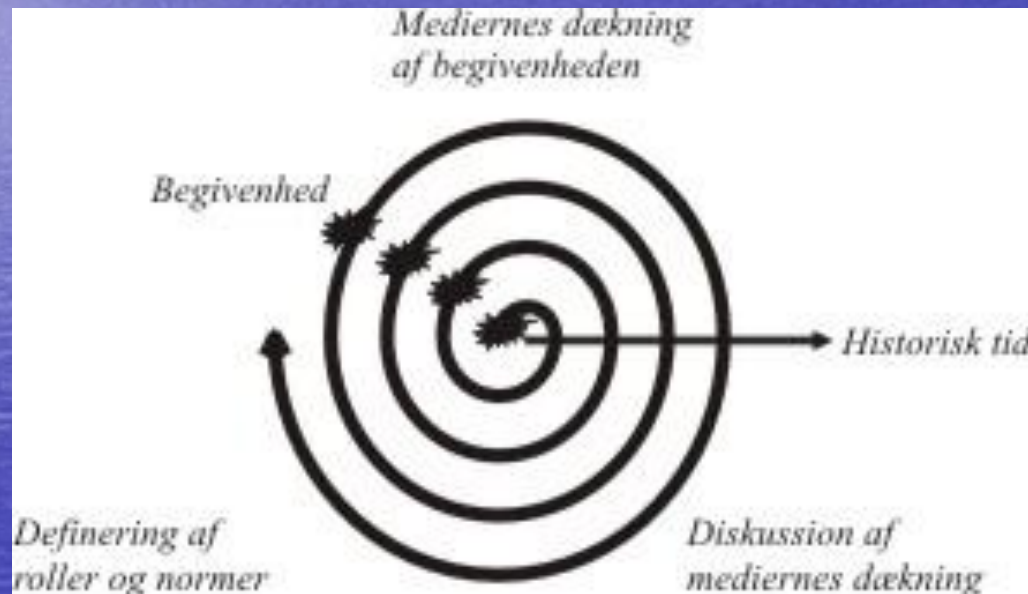 Mediernes dækning
af begivenheden
Begivenhed
Historisk tid
Definering af
roller og normer
Diskussion af
mediernes dækning